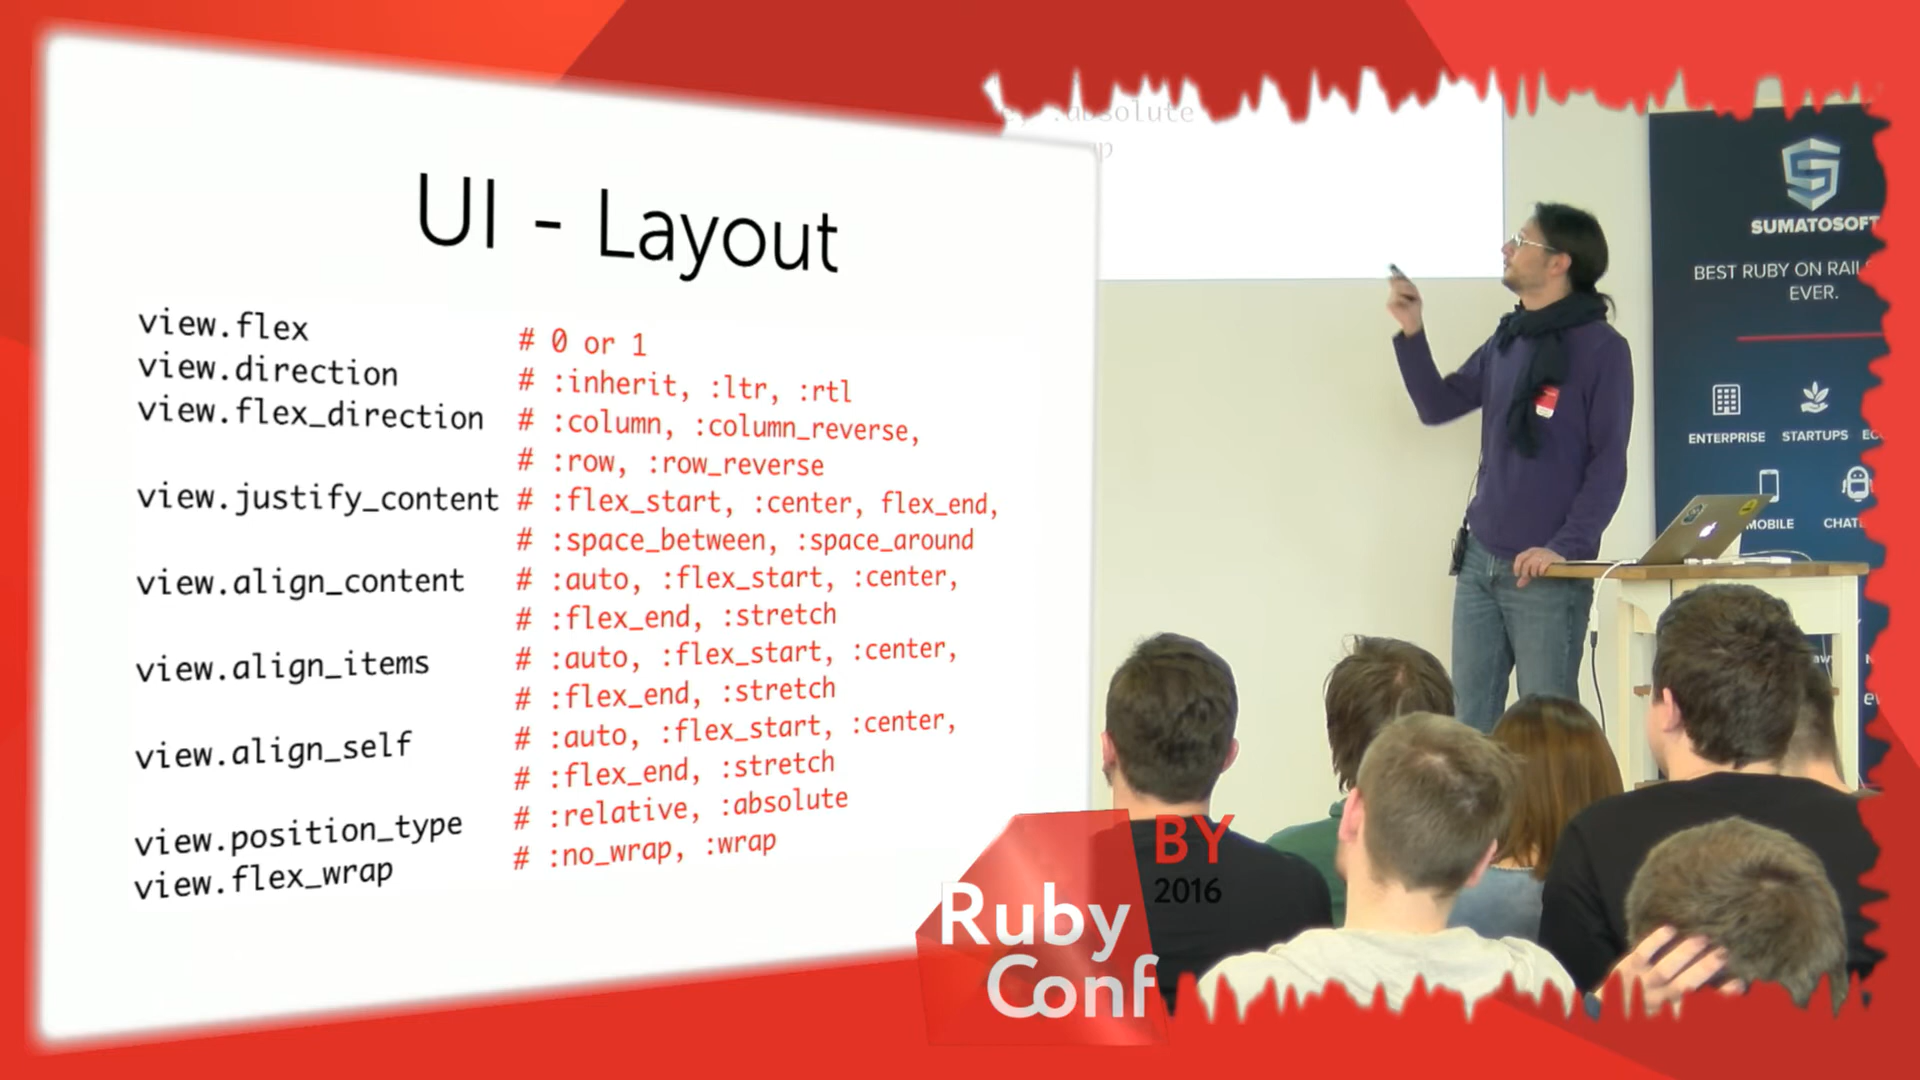 UI - Layout
view.flex # 0 or 1
view.direction # :inherit, :ltr, :rtl
view.flex_direction # :column, :column_reverse,
# :row, :row_reverse
view.justify_content # :flex_start, :center, flex_end,
# :space_between, :space_around
view.align_content # :auto, :flex_start, :center,
# :flex_end, :stretch
view.align_items # :auto, :flex_start, :center,
# :flex_end, :stretch
view.align_self # :auto, :flex_start, :center,
# :flex_end, :stretch
view.position_type # :relative, :absolute
view.flex_wrap # :no_wrap, :wrap
:absolute
SUMATOSOFT
BEST RUBY ON RAILS
EVER.
ENTERPRISE STARTUPS
MOBILE
BY
2016
Ruby
Conf